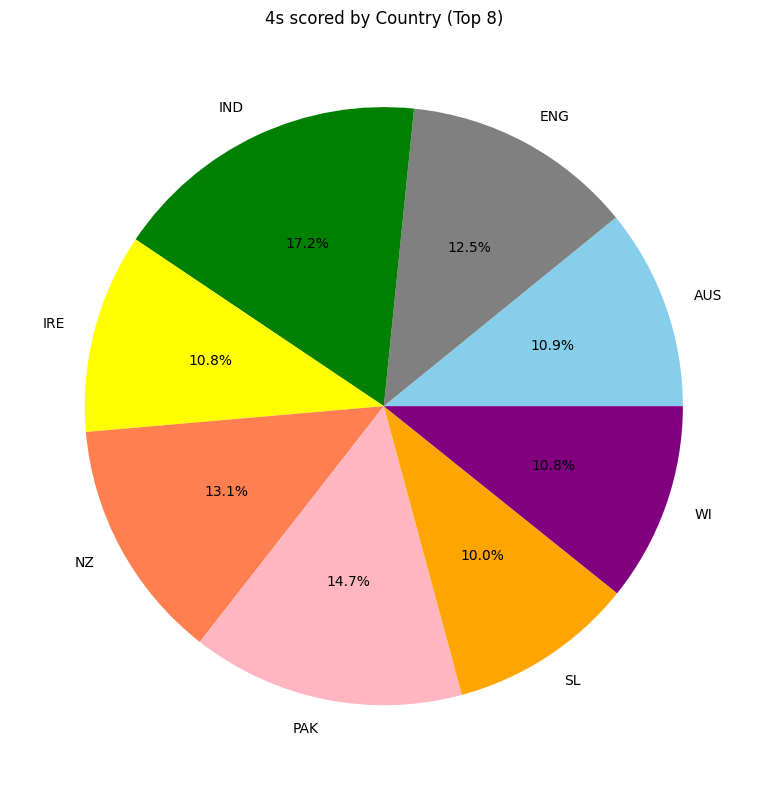 4s scored by Country (Top 8)
IND
ENG
17.2%
12.5%
AUS
IRE
10.9%
10.8%
10.8%
13.1%
WI
NZ
10.0%
14.7%
SL
PAK